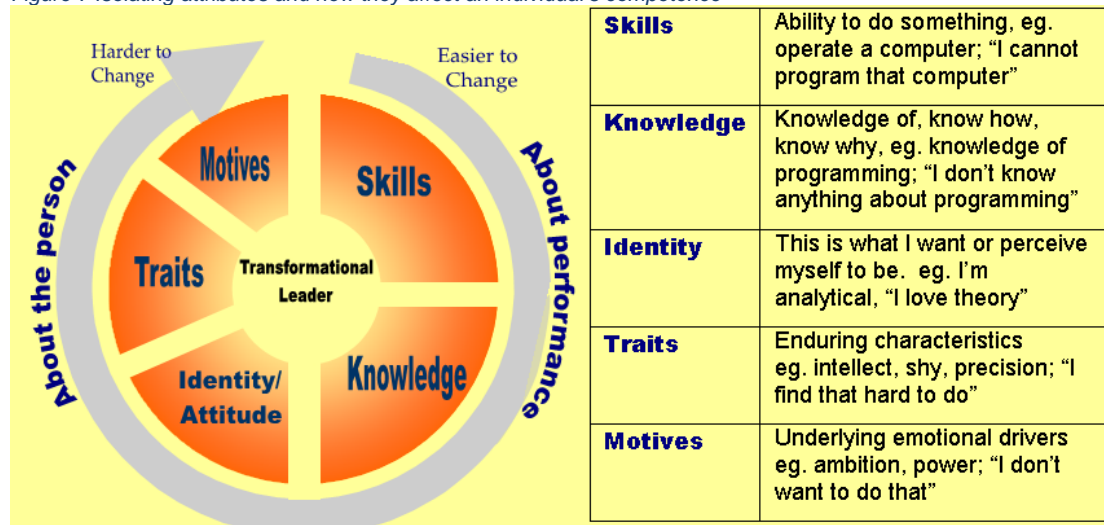 Harder to
Change
Easier to
Change
About the person
About performance
Motives
Skills
Traits
Transformational
Leader
Identity/
Attitude
Knowledge
Skills
Ability to do something, eg.
operate a computer; “I cannot
program that computer”
Knowledge
Knowledge of, know how,
know why, eg. knowledge of
programming; “I don’t know
anything about programming”
Identity
This is what I want or perceive
myself to be.  eg. I’m
analytical, “I love theory”
Traits
Enduring characteristics
eg. intellect, shy, precision; “I
find that hard to do”
Motives
Underlying emotional drivers
eg. ambition, power; “I don’t
want to do that”